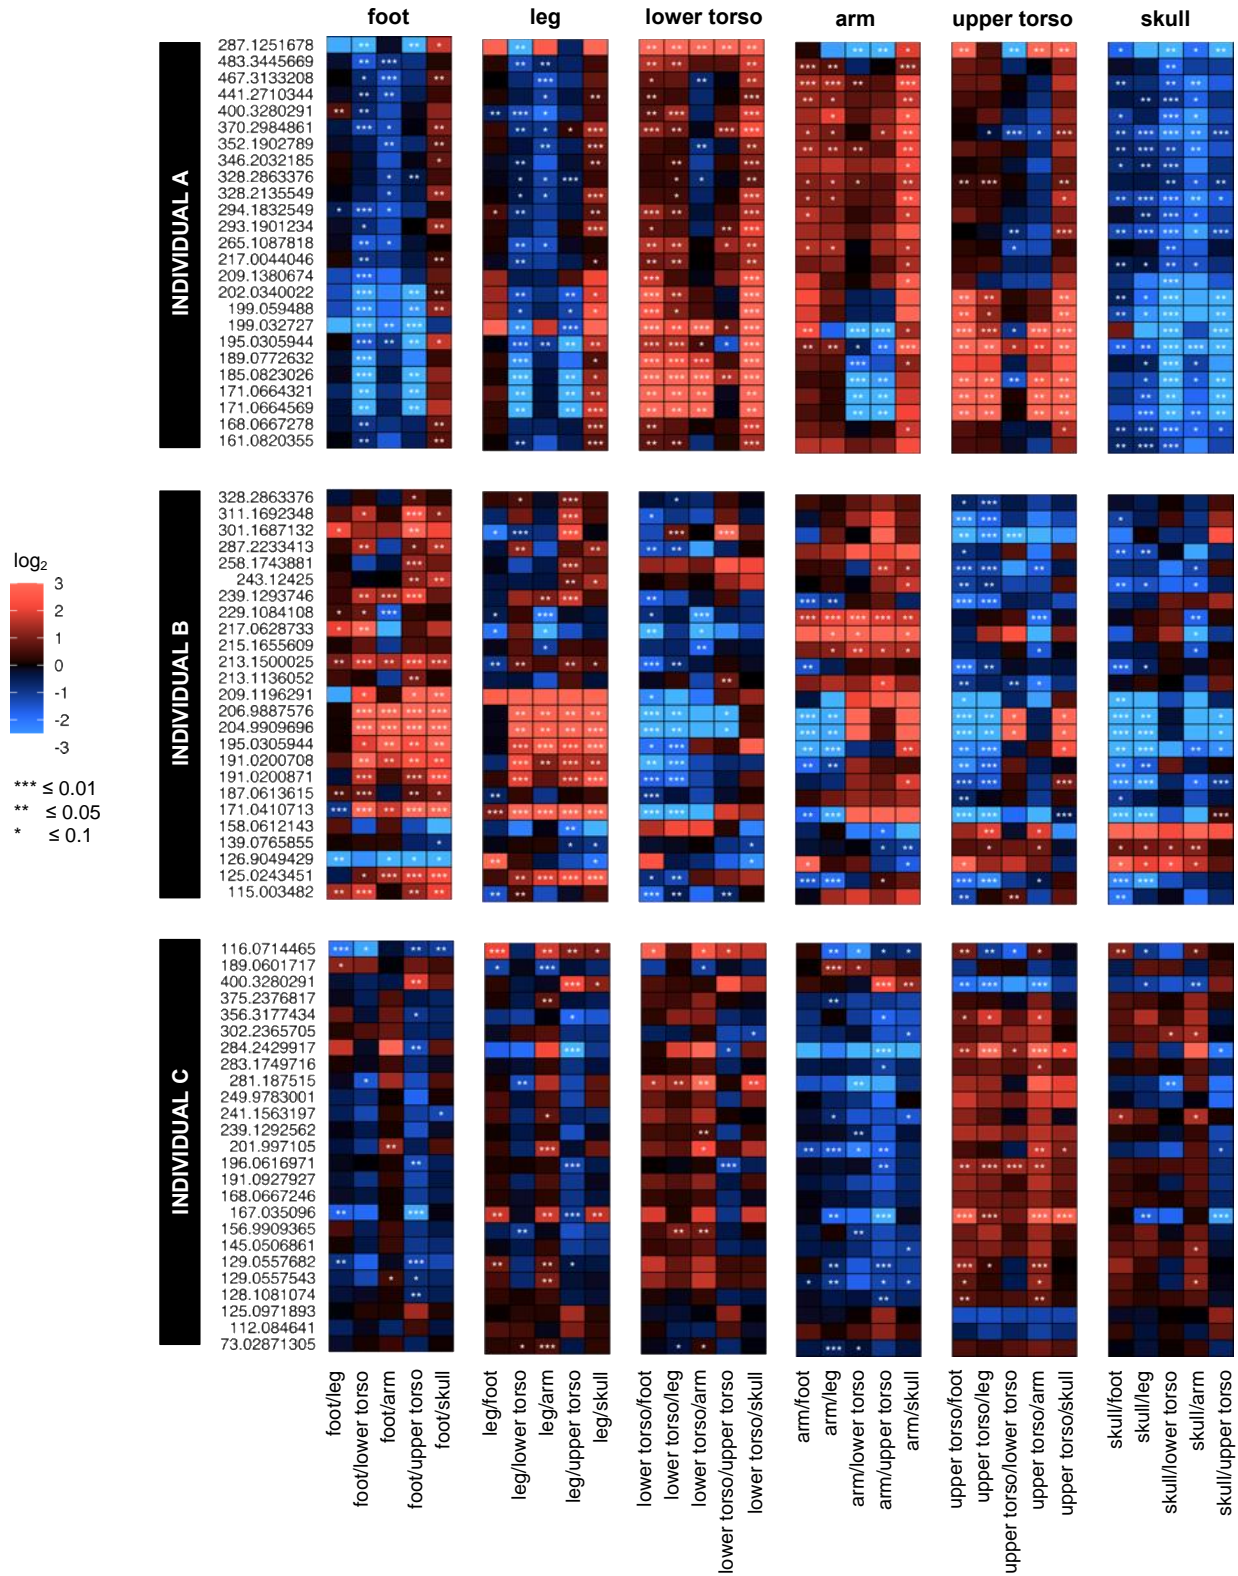 foot leg lower torso arm upper torso skull
INDIVIDUAL A
287.1251678
483.3445669
467.3133208
441.2710344
400.3280291
370.2984861
352.1902789
346.2032185
328.2863376
328.2135549
294.1832549
293.1901234
265.1087818
217.0044046
209.1380674
202.0340022
199.059488
199.032727
195.0305944
189.0772632
185.0823026
171.0664321
171.0664569
168.0667278
161.0820355
INDIVIDUAL B
328.2863376
311.1692348
301.1687132
287.2233413
258.1743881
243.12425
239.1293746
229.1084108
217.0628733
215.1655609
213.1500025
213.1136052
209.1196291
206.9887576
204.9909696
195.0305944
191.0200708
191.0200871
187.0613615
171.0410713
158.0612143
139.0765855
126.9049429
125.0243451
115.003482
log2
3
2
1
0
-1
-2
-3
*** ≤ 0.01
** ≤ 0.05
* ≤ 0.1
INDIVIDUAL C
116.0714465
189.0601717
400.3280291
375.2376817
356.3177434
302.2365705
284.2429917
283.1749716
281.187515
249.9783001
241.1563197
239.1292562
201.997105
196.0616971
191.0927927
168.0667246
167.035096
156.9909365
145.0506861
129.0557682
129.0557543
128.1081074
125.0971893
112.084641
73.02871305
foot/leg
foot/lower torso
foot/arm
foot/upper torso
foot/skull
leg/foot
leg/lower torso
leg/arm
leg/upper torso
leg/skull
lower torso/foot
lower torso/leg
lower torso/arm
lower torso/upper torso
lower torso/skull
arm/foot
arm/leg
arm/lower torso
arm/upper torso
arm/skull
upper torso/foot
upper torso/leg
upper torso/lower torso
upper torso/arm
upper torso/skull
skull/foot
skull/leg
skull/lower torso
skull/arm
skull/upper torso